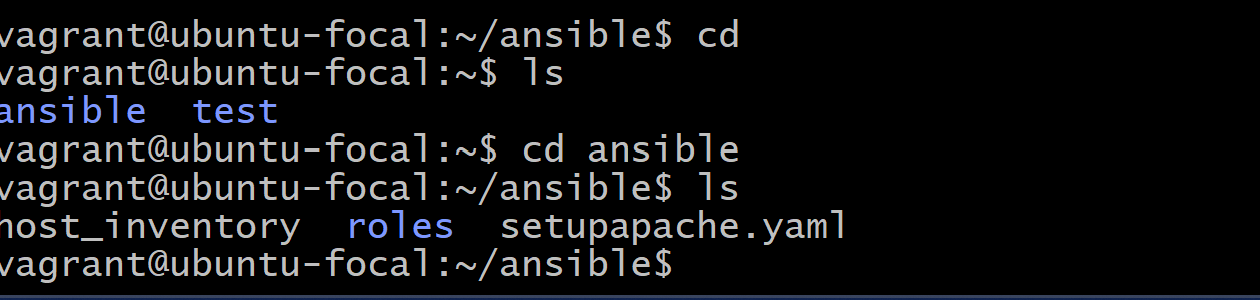 vagrant@ubuntu-focal:~/ansible$ cd
vagrant@ubuntu-focal:~$ ls
ansible  test
vagrant@ubuntu-focal:~$ cd ansible
vagrant@ubuntu-focal:~/ansible$ ls
host_inventory  roles  setupapache.yaml
vagrant@ubuntu-focal:~/ansible$